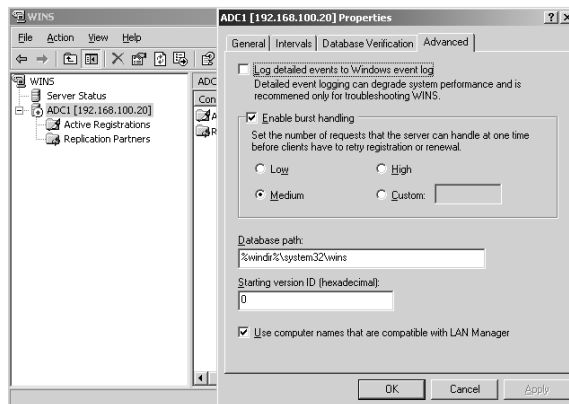 WINS
File Action View Help
WINS
Server Status
ADC1 [192.168.100.20]
Active Registrations
Replication Partners
ADC
Con
A
R
ADC1 [192.168.100.20] Properties
General Intervals Database Verification Advanced
Log detailed events to Windows event log
Detailed event logging can degrade system performance and is
recommened only for troubleshooting WINS.
Enable burst handling
Set the number of requests that the server can handle at one time
before clients have to retry registration or renewal.
Low High
Medium Custom:
Database path:
%windir%\system32\wins
Starting version ID (hexadecimal):
0
Use computer names that are compatible with LAN Manager
OK Cancel Apply